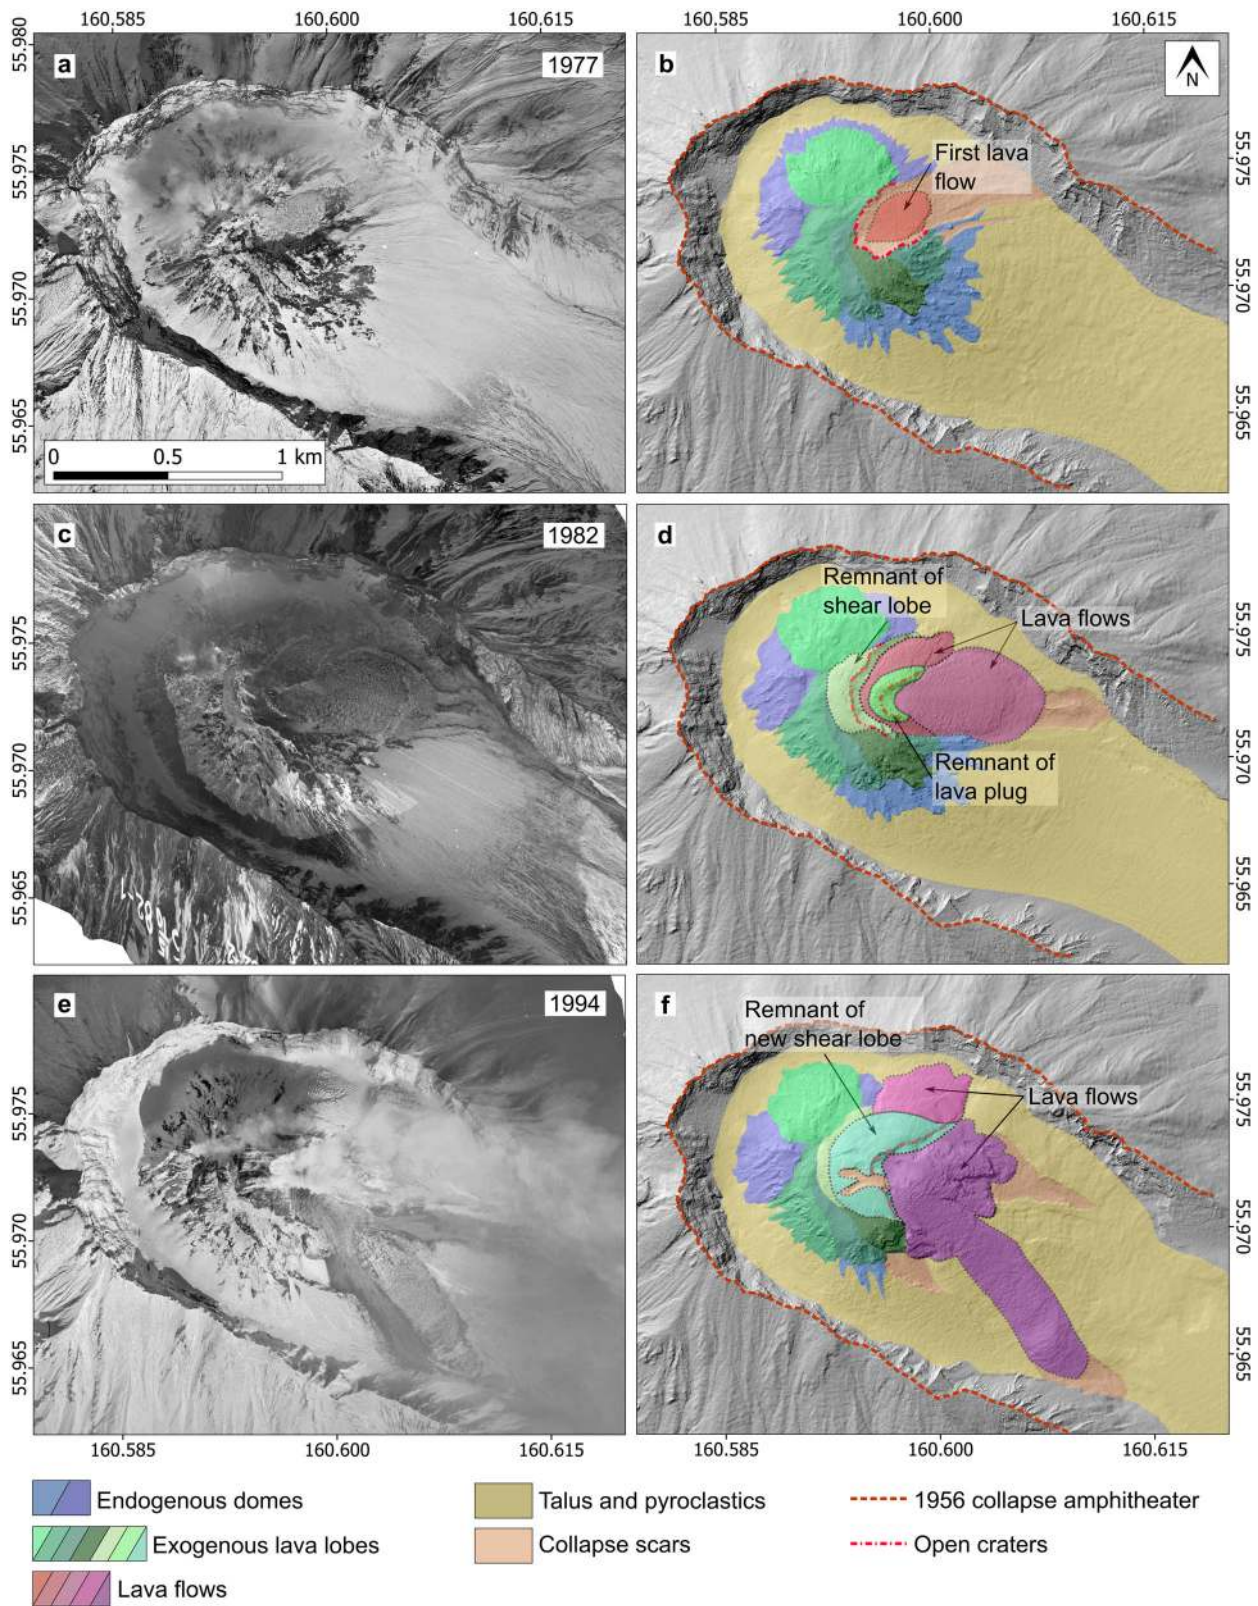 160.585 160.600 160.615 160.585 160.600 160.615
55.980
a 1977 b N
55.975
55.970
55.965
First lava
flow
55.975
55.970
55.965
0 0.5 1 km
c 1982 d
55.975
55.970
55.965
Remnant of
shear lobe
Lava flows
Remnant of
lava plug
55.975
55.970
55.965
e 1994 f
55.975
55.970
55.965
Remnant of
new shear lobe
Lava flows
55.975
55.970
55.965
160.585 160.600 160.615 160.585 160.600 160.615
Endogenous domes Talus and pyroclastics 1956 collapse amphitheater
Exogenous lava lobes Collapse scars Open craters
Lava flows